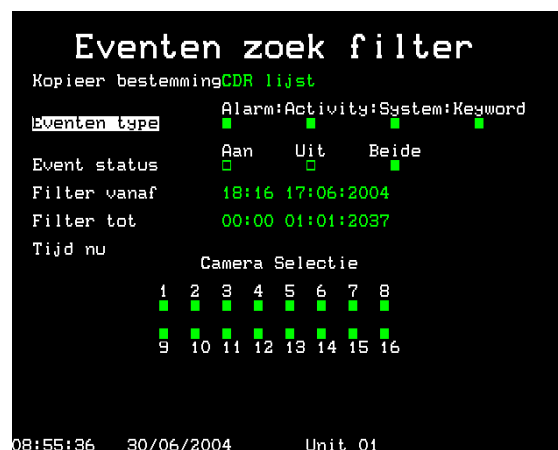 Eventen zoek filter
Kopieer bestemmingCDR lijst
Alarm:Activity:System:Keyword
Eventen type
Aan Uit Beide
Event status
Filter vanaf 18:16 17:06:2004
Filter tot 00:00 01:01:2037
Tijd nu
Camera Selectie
1 2 3 4 5 6 7 8
9 10 11 12 13 14 15 16
08:55:36 30/06/2004 Unit 01